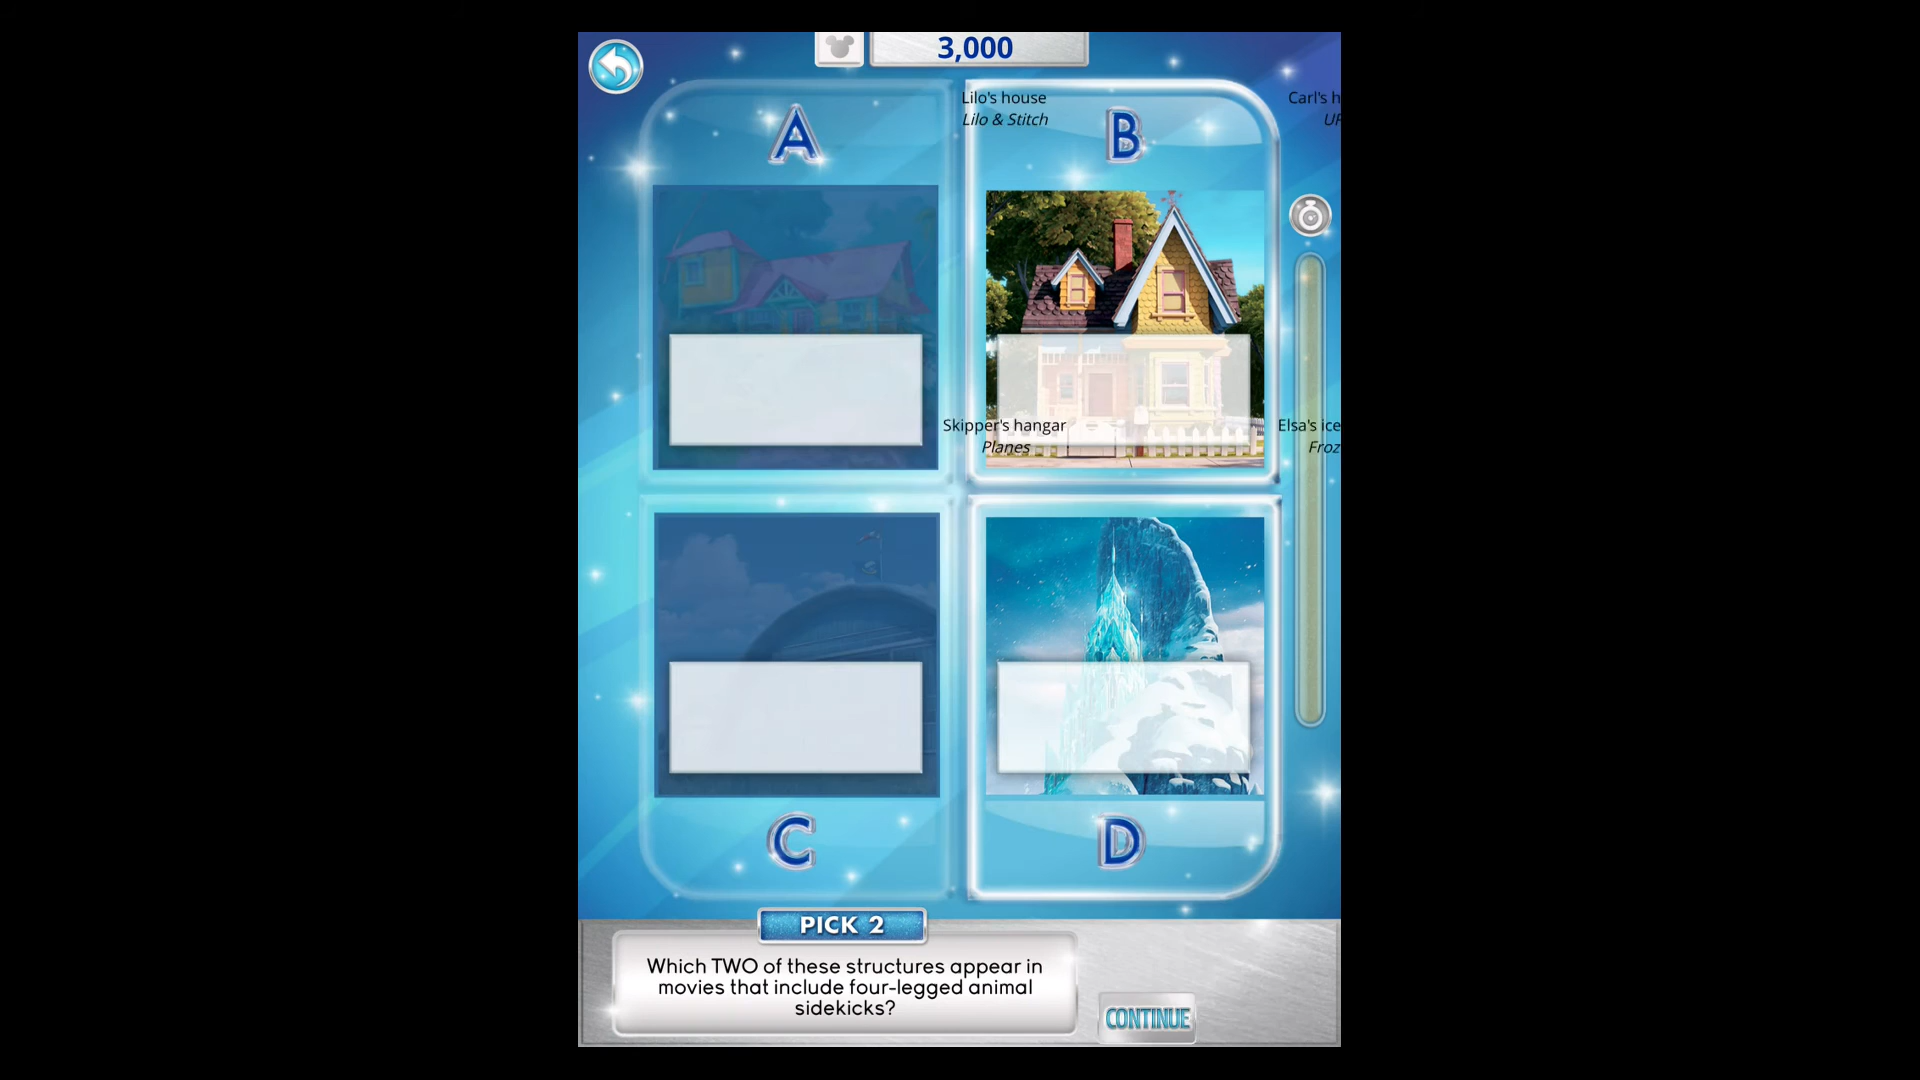 3,000
A
Lilo's house
Lilo & Stitch
B
Carl's h
UP
Skipper's hangar
Planes
Elsa's ice
Froz
C
D
PICK 2
Which TWO of these structures appear in
movies that include four-legged animal
sidekicks?
CONTINUE